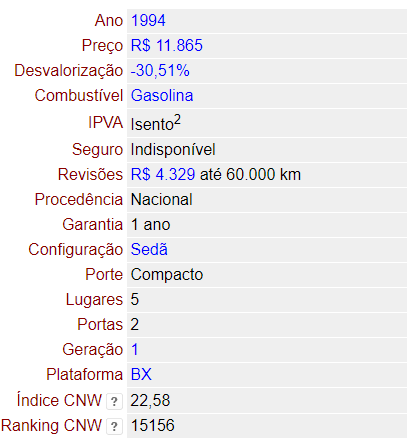 Ano 1994
Preço R$ 11.865
Desvalorização -30,51%
Combustível Gasolina
IPVA Isento2
Seguro Indisponível
Revisões R$ 4.329 até 60.000 km
Procedência Nacional
Garantia 1 ano
Configuração Sedã
Porte Compacto
Lugares 5
Portas 2
Geração 1
Plataforma BX
Índice CNW ? 22,58
Ranking CNW ? 15156